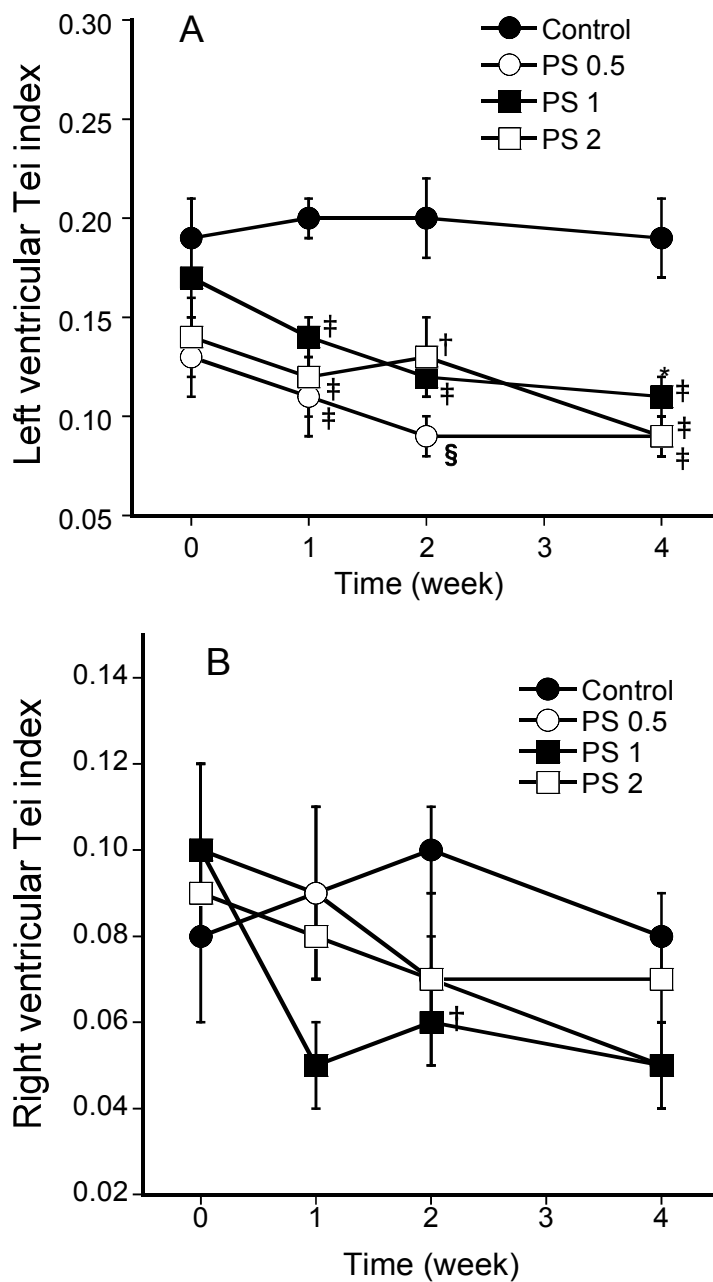 A
Control
PS 0.5
PS 1
PS 2
Left ventricular Tei index
0.30
0.25
0.20
0.15
0.10
0.05
‡
‡
‡
†
‡
§
*
‡
‡
‡
0 1 2 3 4
Time (week)
B
Control
PS 0.5
PS 1
PS 2
Right ventricular Tei index
0.14
0.12
0.10
0.08
0.06
0.04
0.02
†
0 1 2 3 4
Time (week)